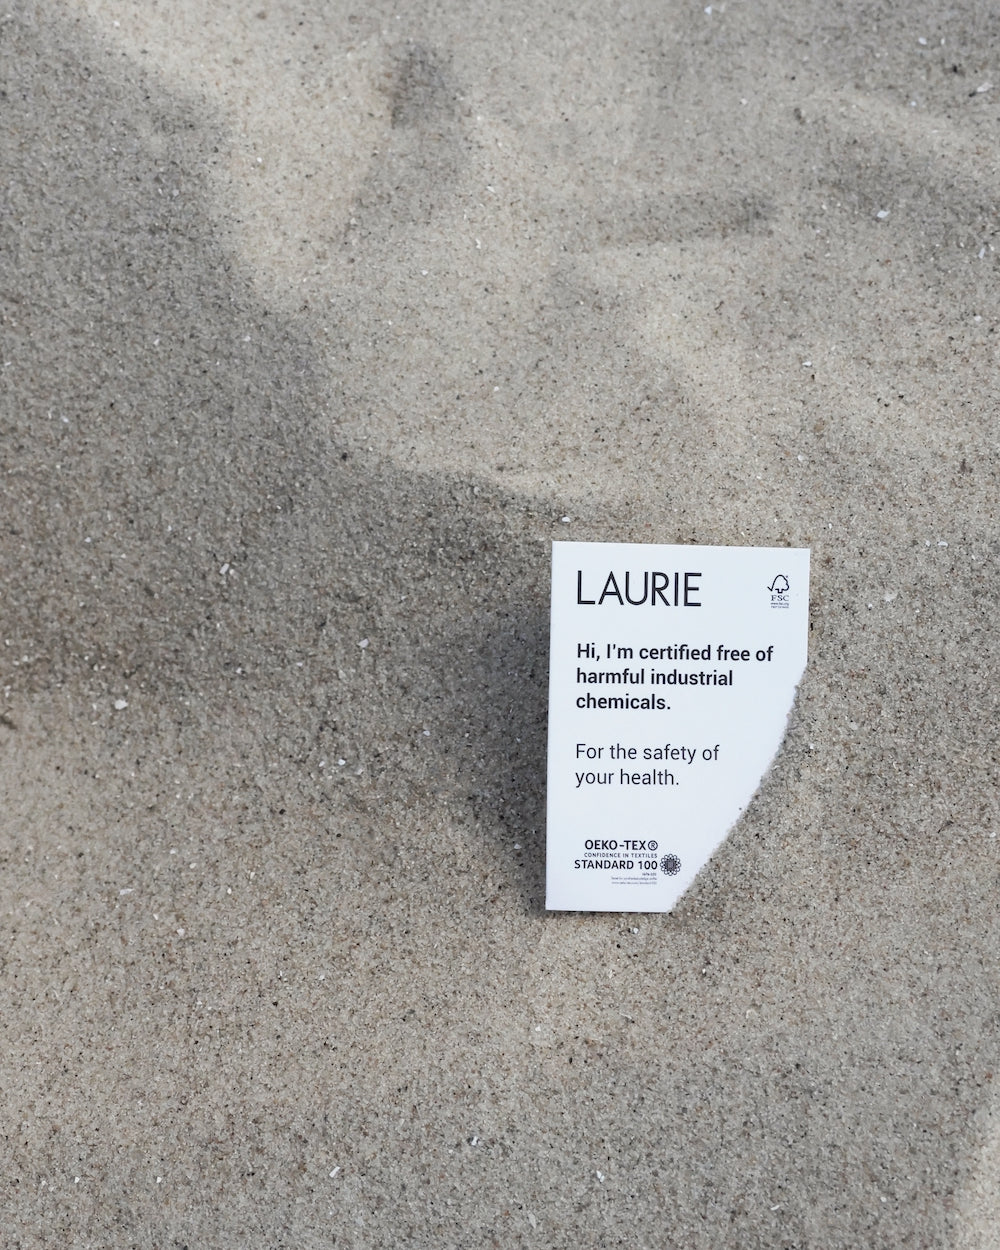 LAURIE
FSC
Hi, I'm certified free of
harmful industrial
chemicals.
For the safety of
your health.
OEKO-TEX®
CONFIDENCE IN TEXTILES
STANDARD 100